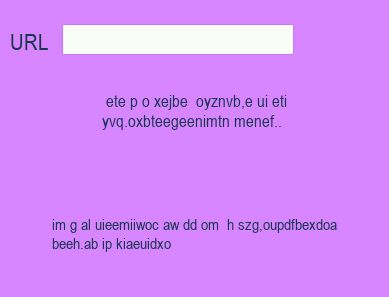 URL
ete p o xejbe  oyznvb,e ui eti
yvq.oxbteegeenimtn menef..
im g al uieemiiwoc aw dd om  h szg,oupdfbexdoa
beeh.ab ip kiaeuidxo